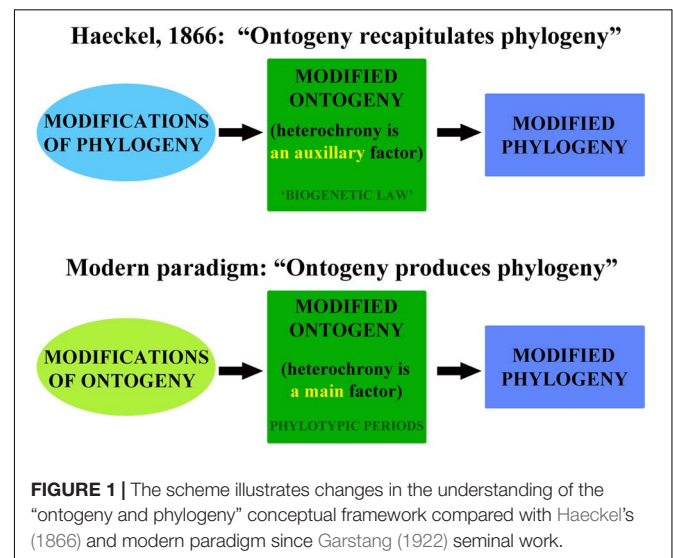 Haeckel, 1866: “Ontogeny recapitulates phylogeny”
MODIFICATIONS
OF PHYLOGENY
MODIFIED
ONTOGENY
(heterochrony is
an auxillary factor)
‘BIOGENETIC LAW’
MODIFIED
PHYLOGENY
Modern paradigm: “Ontogeny produces phylogeny”
MODIFICATIONS
OF ONTOGENY
MODIFIED
ONTOGENY
(heterochrony is
a main factor)
PHYLOTYPIC PERIODS
MODIFIED
PHYLOGENY
FIGURE 1 | The scheme illustrates changes in the understanding of the
“ontogeny and phylogeny” conceptual framework compared with Haeckel’s
(1866) and modern paradigm since Garstang (1922) seminal work.